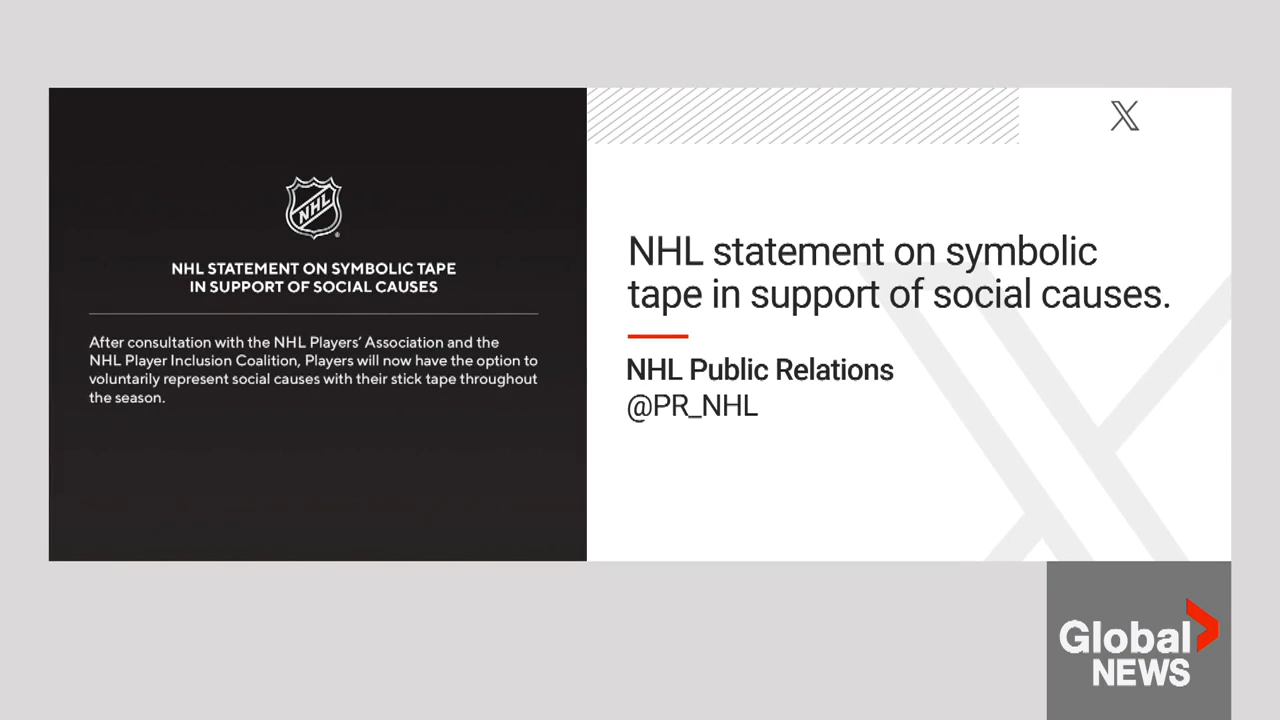 NHL
NHL STATEMENT ON SYMBOLIC TAPE
IN SUPPORT OF SOCIAL CAUSES
After consultation with the NHL Players’ Association and the
NHL Player Inclusion Coalition, Players will now have the option to
voluntarily represent social causes with their stick tape throughout
the season.
X
NHL statement on symbolic
tape in support of social causes.
NHL Public Relations
@PR_NHL
Global
NEWS